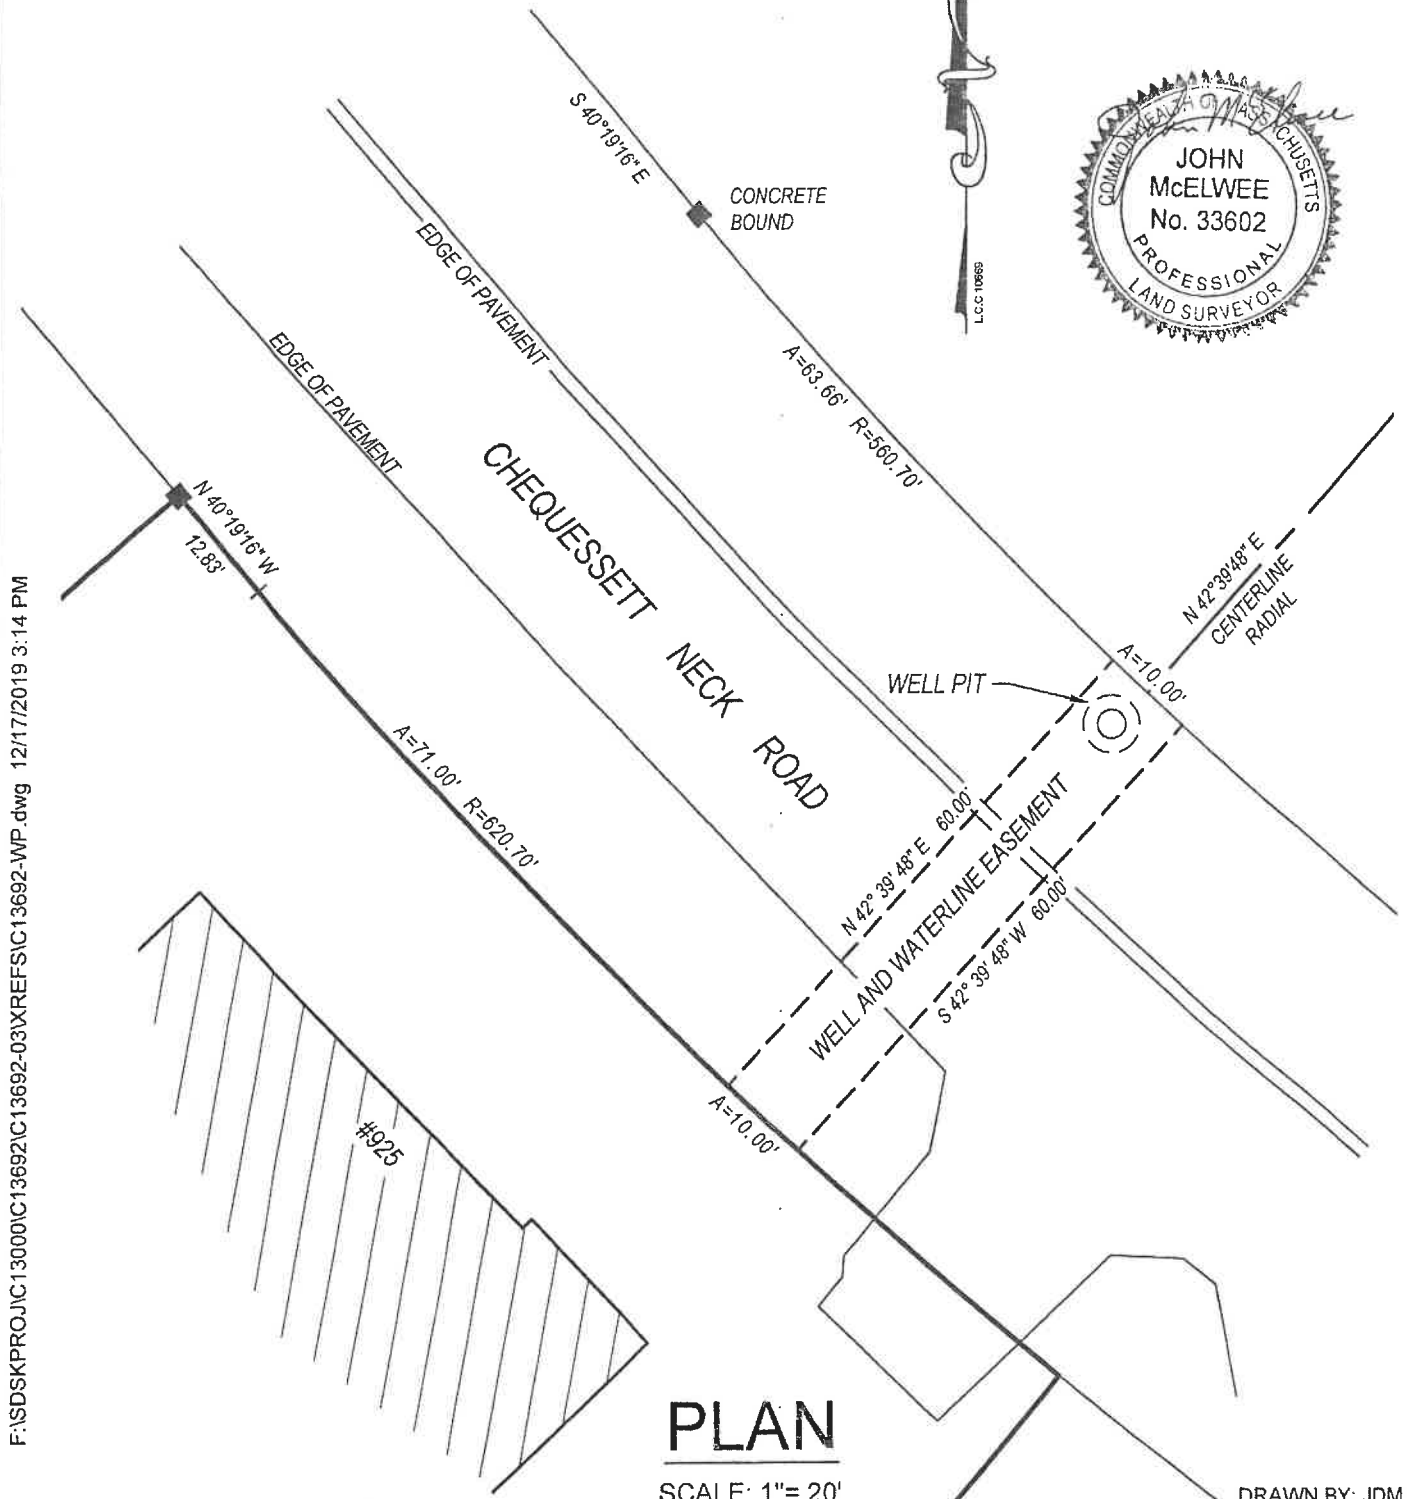 S 40°19'16" E
CONCRETE
BOUND
EDGE OF PAVEMENT
EDGE OF PAVEMENT
L.C.C 10669
COMMONWEALTH OF MASSACHUSETTS
JOHN
McELWEE
No. 33602
PROFESSIONAL
LAND SURVEYOR
A=63.66' R=560.70'
CHEQUESSETT NECK ROAD
N 40°19'16" W
12.83'
N 42°39'48" E
CENTERLINE
RADIAL
A=10.00'
WELL PIT
A=71.00' R=620.70'
N 42° 39' 48" E 60.00'
WELL AND WATERLINE EASEMENT
S 42° 39' 48" W 60.00'
A=10.00'
#925
PLAN
SCALE: 1"= 20'
DRAWN BY: JDM
F:\SDSKPROJ\C13000\C13692\C13692-03\XREFS\C13692-WP.dwg 12/17/2019 3:14 PM